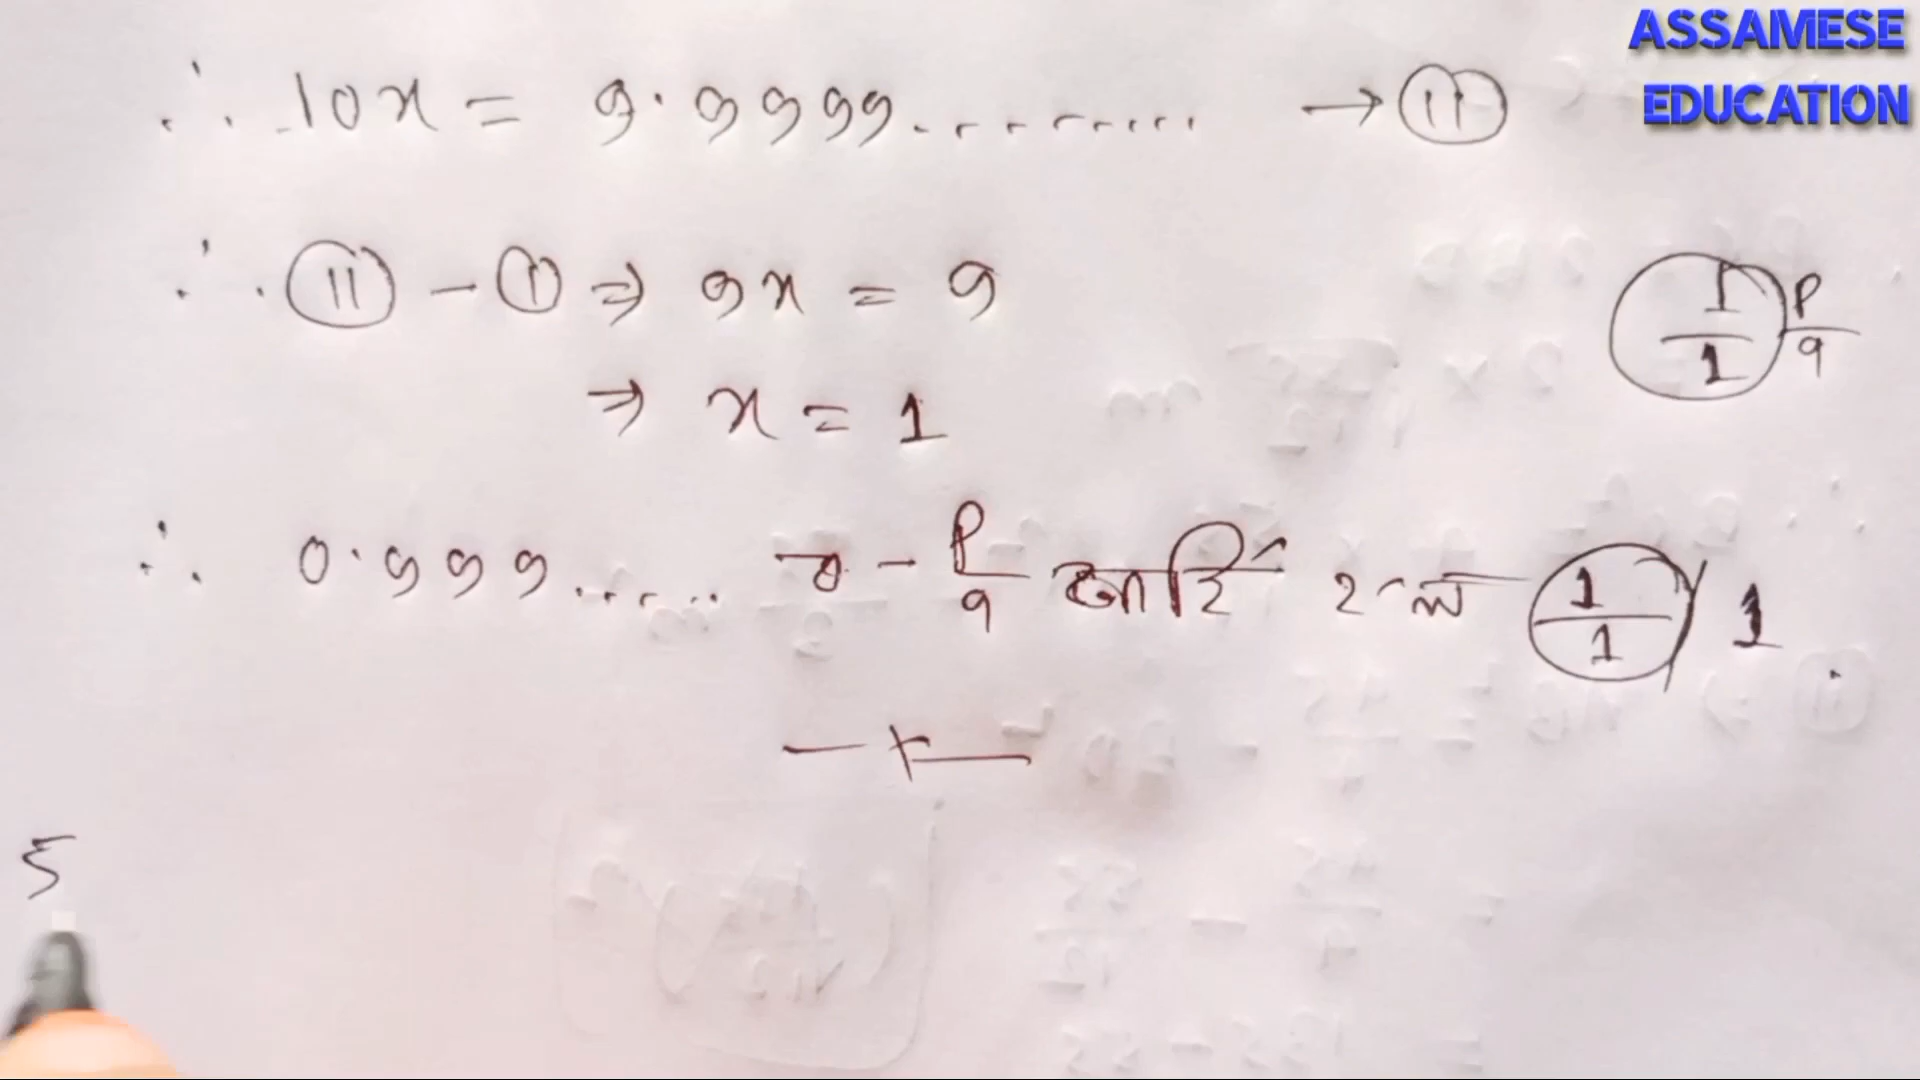 ASSAMESE
EDUCATION
∴ 10x = 9.9999......... → (II)
∴ (II) - (I) ⇒ 9x = 9
1/1 p/q
⇒ x = 1
∴ 0.999..... ৰ - p/q আৰ্হি হ'ল 1/1 / 1.
5